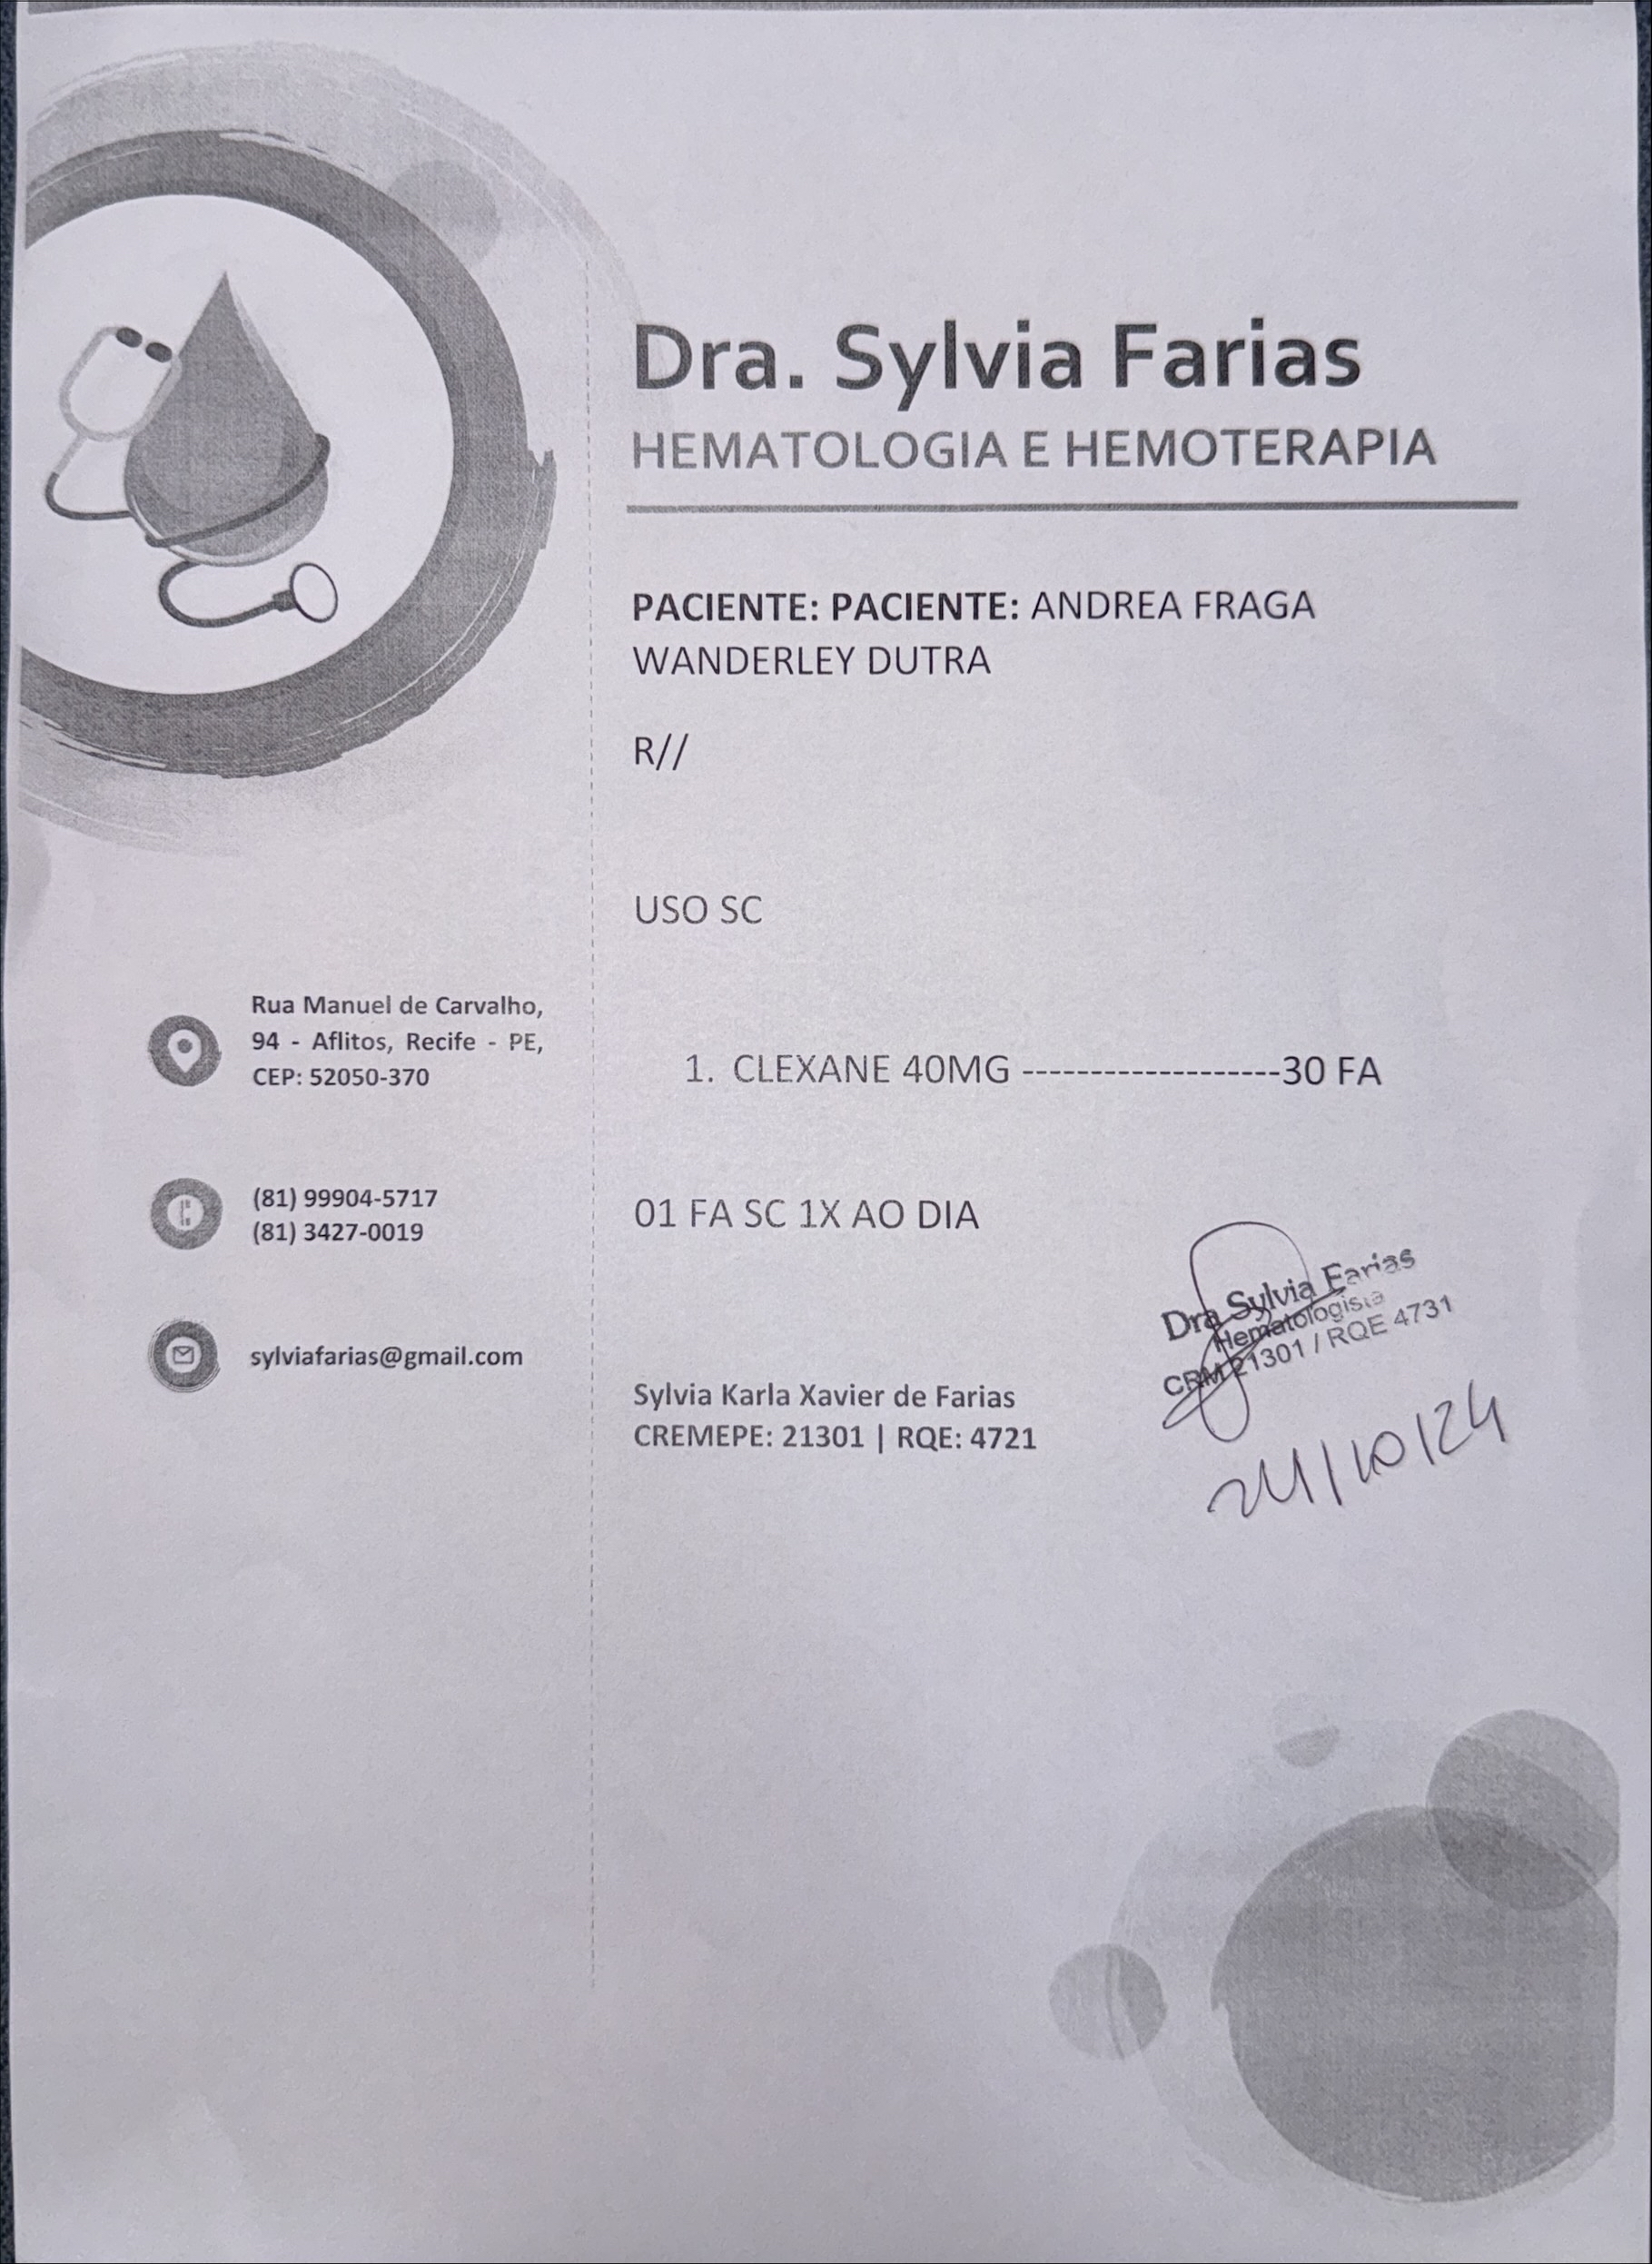 Dra. Sylvia Farias
HEMATOLOGIA E HEMOTERAPIA
PACIENTE: PACIENTE: ANDREA FRAGA
WANDERLEY DUTRA
R//
USO SC
1. CLEXANE 40MG -------------------30 FA
01 FA SC 1X AO DIA
Sylvia Karla Xavier de Farias
CREMEPE: 21301 | RQE: 4721
Dra Sylvia Farias
Hematologista
CRM 21301 / RQE 4731
24/10/24
Rua Manuel de Carvalho,
94 - Aflitos, Recife - PE,
CEP: 52050-370
(81) 99904-5717
(81) 3427-0019
sylviafarias@gmail.com